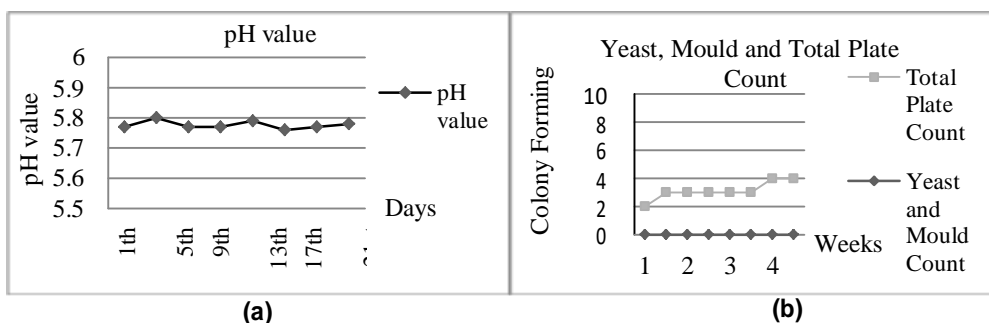 pH value
6
5.9
5.8
5.7
5.6
5.5
pH value
pH
value
Days
1th
5th
9th
13th
17th
(a)
Yeast, Mould and Total Plate
Count
Colony Forming
10
8
6
4
2
0
1
2
3
4
Weeks
Total
Plate
Count
Yeast
and
Mould
Count
(b)